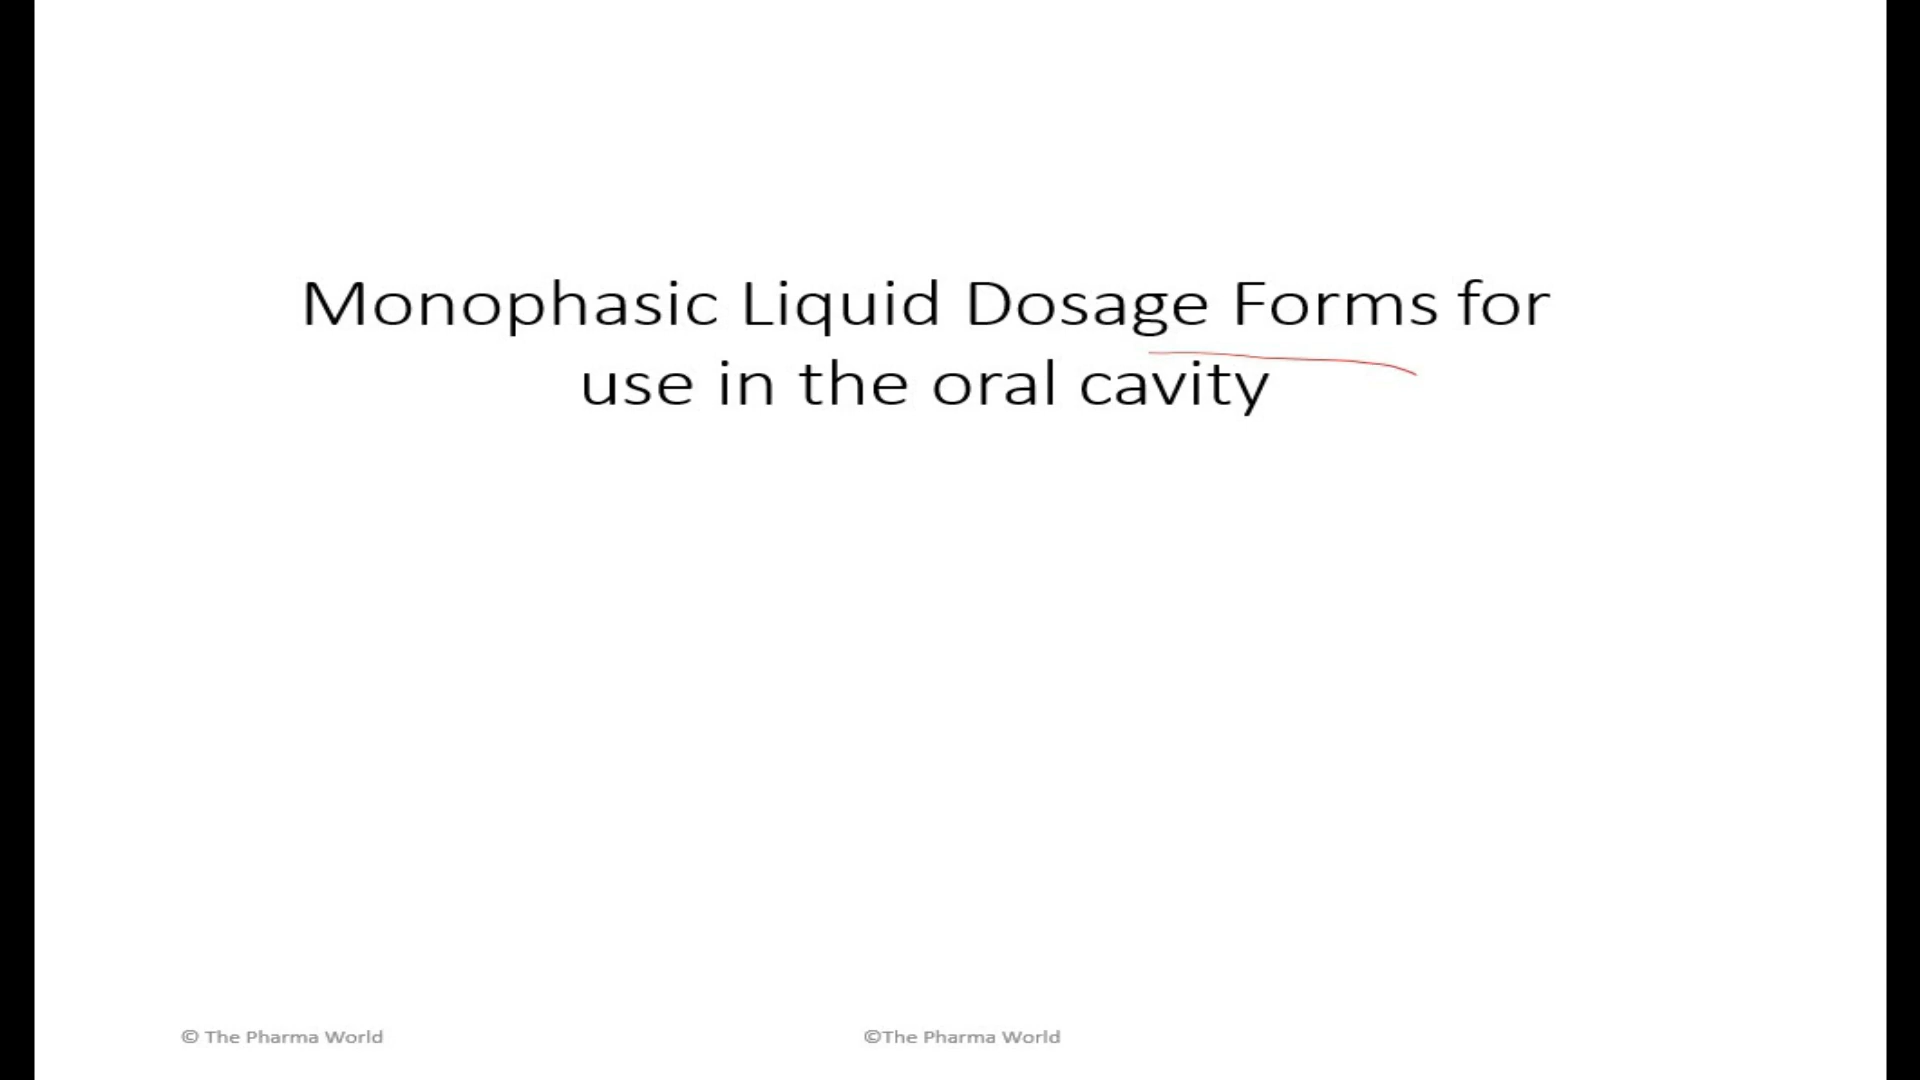 Monophasic Liquid Dosage Forms for
use in the oral cavity
© The Pharma World
©The Pharma World